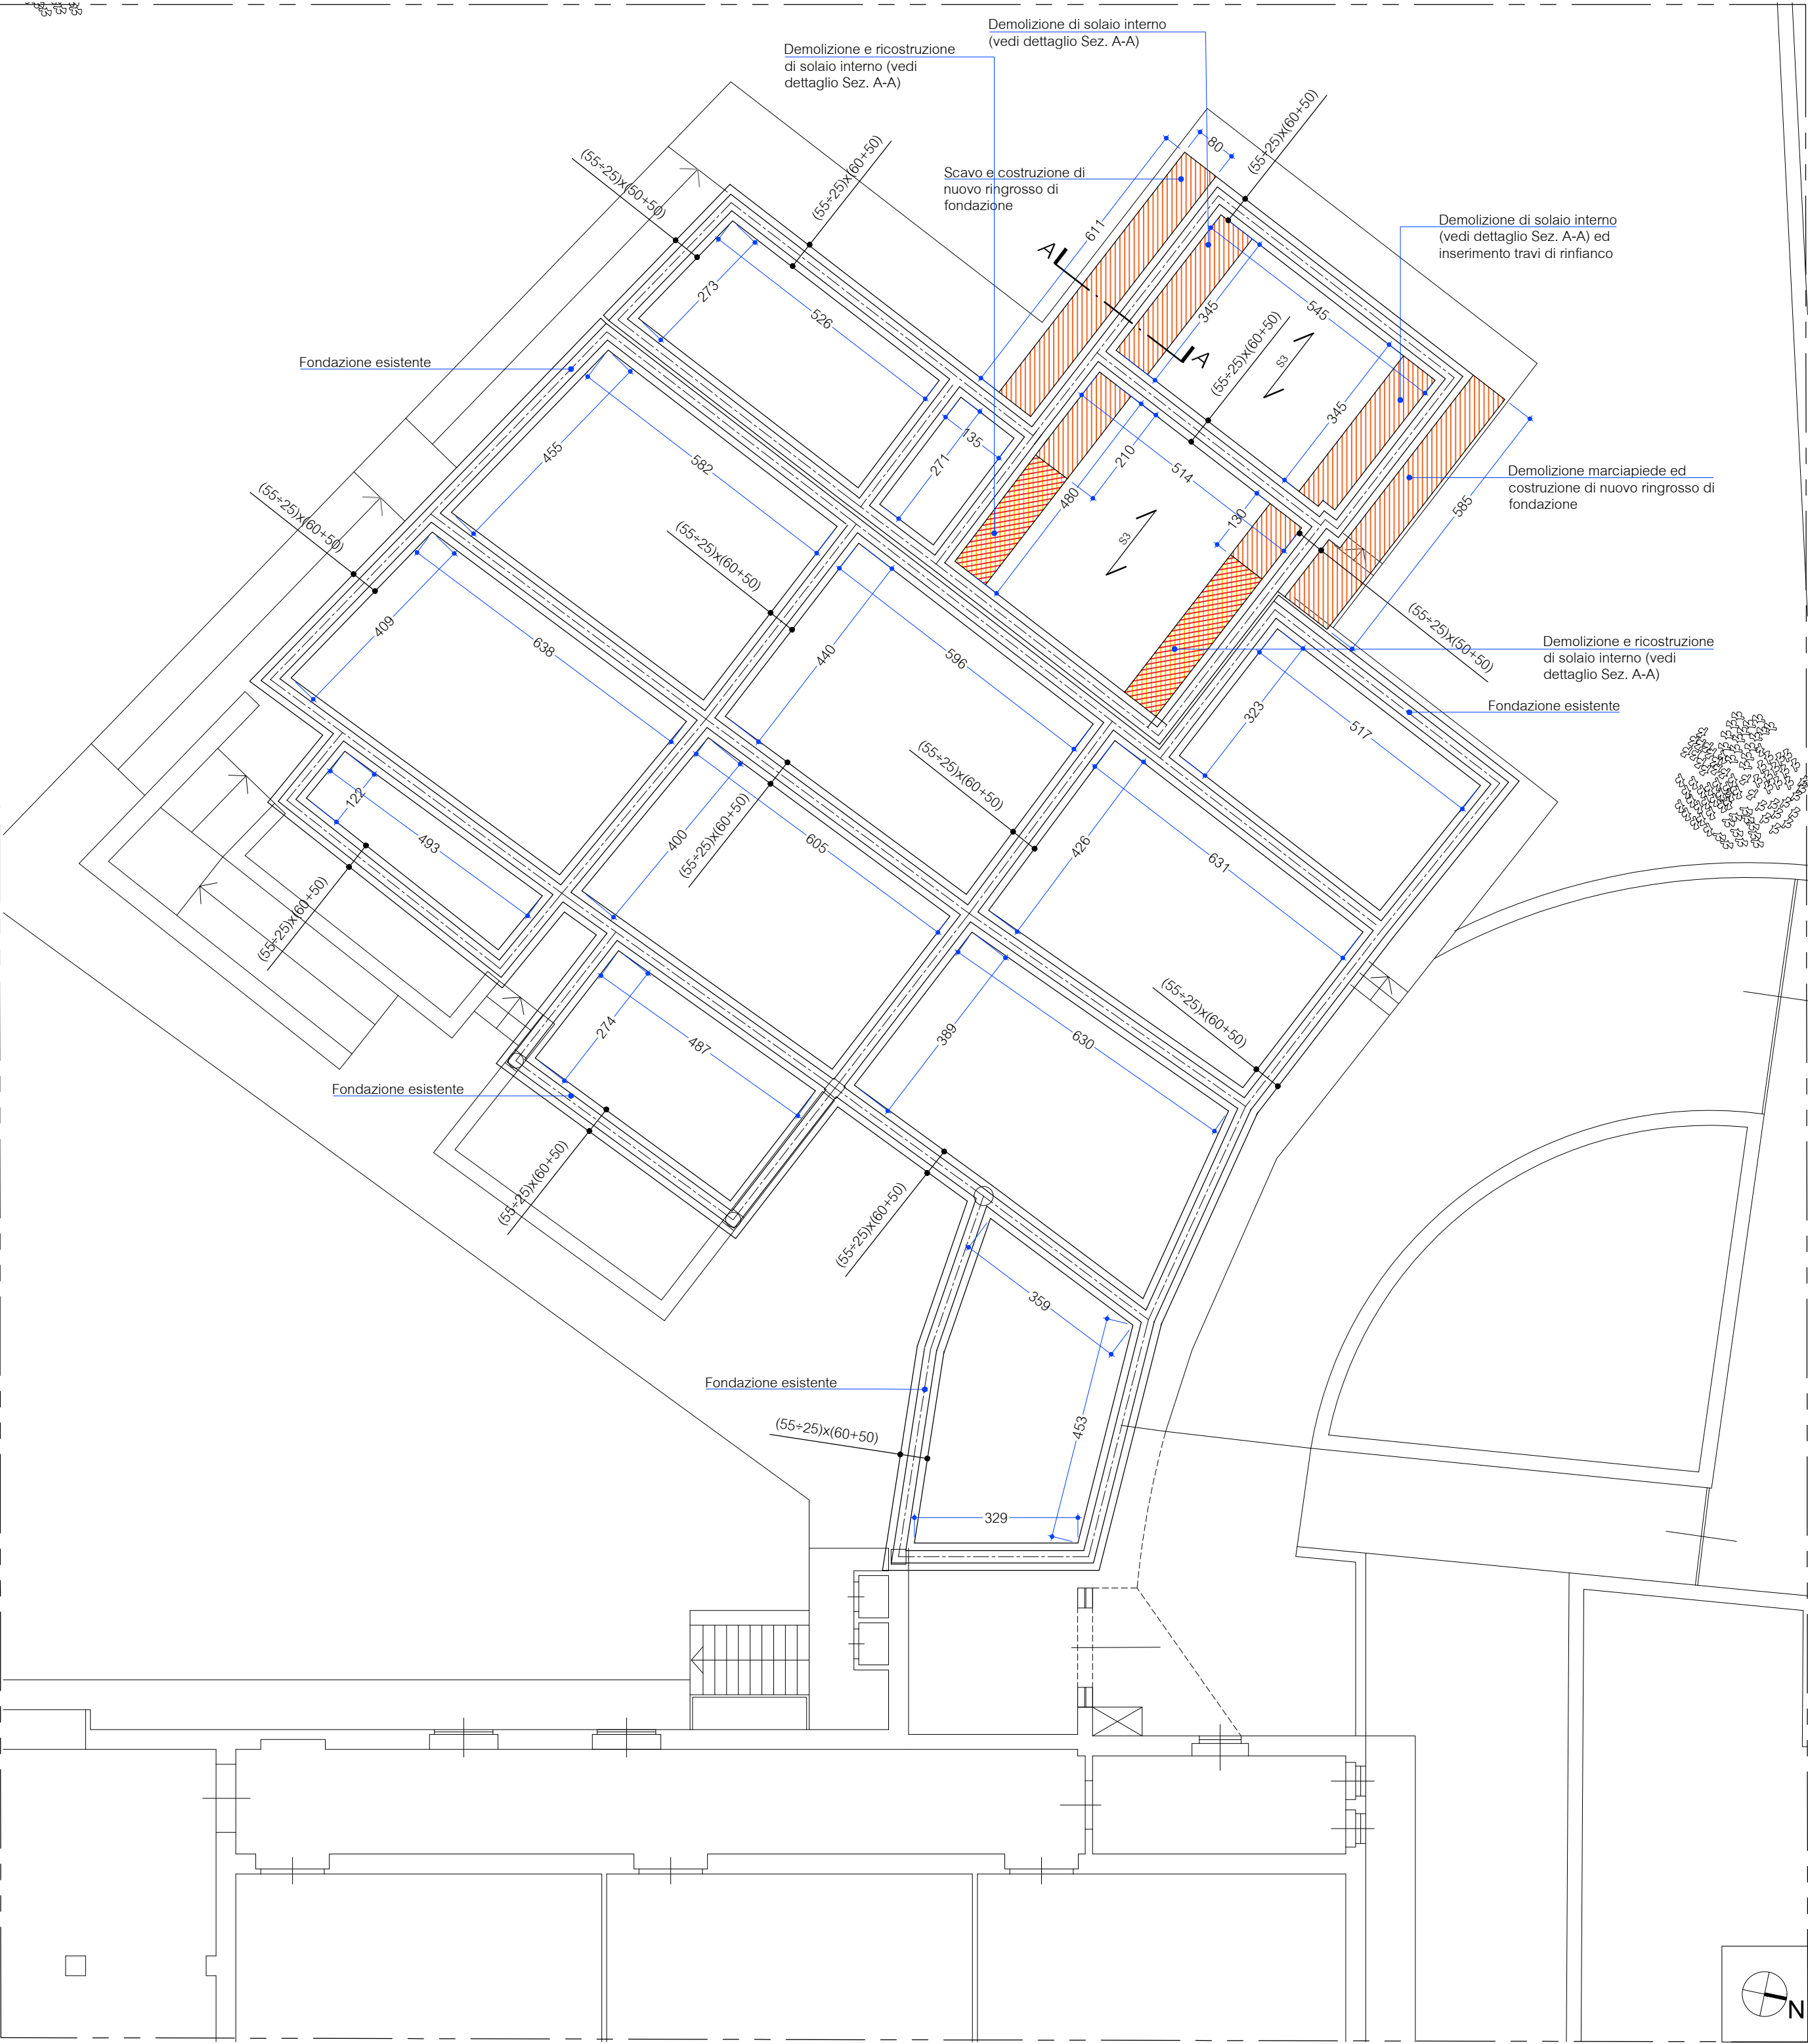 Demolizione di solaio interno
(vedi dettaglio Sez. A-A)
Demolizione e ricostruzione
di solaio interno (vedi
dettaglio Sez. A-A)
(55÷25)x(60+50)
80
(55÷25)x(50+50)
(55÷25)x(60+50)
Scavo e costruzione di
nuovo ringrosso di
fondazione
611
Demolizione di solaio interno
(vedi dettaglio Sez. A-A) ed
inserimento travi di rinfianco
A
A
273
526
345
545
(55÷25)x(60+50)
S3
Fondazione esistente
345
455
582
135
271
210
514
480
130
S3
Demolizione marciapiede ed
costruzione di nuovo ringrosso di
fondazione
585
(55÷25)x(60+50)
(55÷25)x(60+50)
409
638
440
596
(55÷25)x(50+50)
Demolizione e ricostruzione
di solaio interno (vedi
dettaglio Sez. A-A)
Fondazione esistente
323
517
122
493
400
(55÷25)x(60+50)
605
(55÷25)x(60+50)
426
631
(55÷25)x(60+50)
274
487
389
630
(55÷25)x(60+50)
Fondazione esistente
(55÷25)x(60+50)
(55÷25)x(60+50)
359
Fondazione esistente
(55÷25)x(60+50)
453
329
N